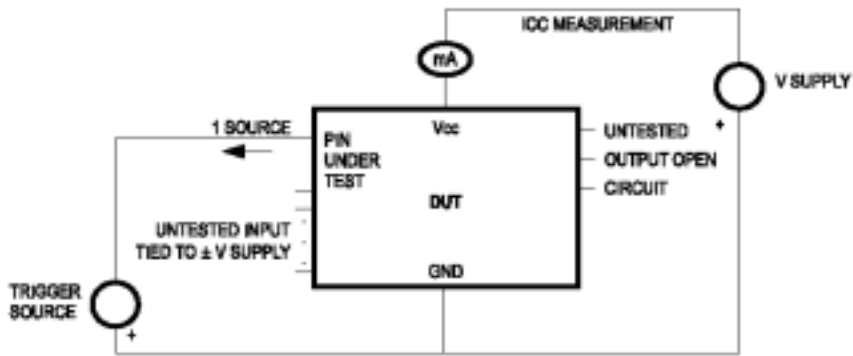 ICC MEASUREMENT
mA
V SUPPLY
+
1 SOURCE
Vcc
PIN
UNDER
TEST
UNTESTED
OUTPUT OPEN
CIRCUIT
DUT
UNTESTED INPUT
TIED TO ± V SUPPLY
GND
TRIGGER
SOURCE
+